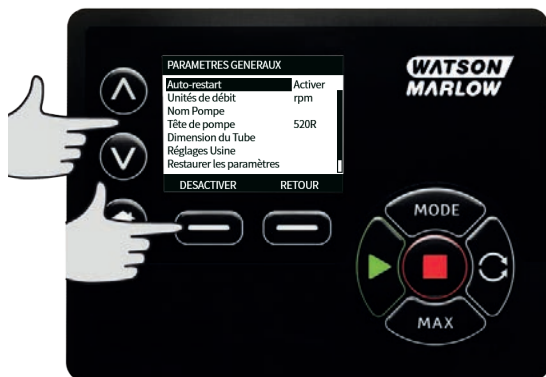 PARAMETRES GENERAUX
Auto-restart Activer
Unités de débit rpm
Nom Pompe
Tête de pompe 520R
Dimension du Tube
Réglages Usine
Restaurer les paramètres
DESACTIVER RETOUR
WATSON
MARLOW
MODE
MAX